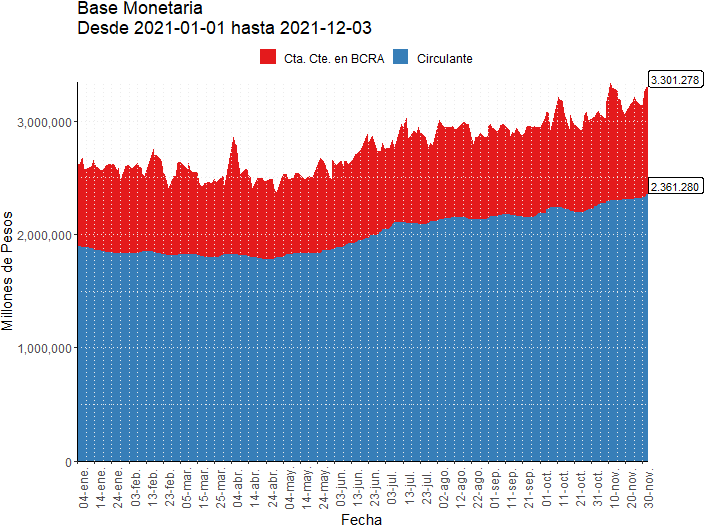 Base Monetaria
Desde 2021-01-01 hasta 2021-12-03
Cta. Cte. en BCRA
Circulante
3.301.278
2.361.280
Millones de Pesos
3,000,000
2,000,000
1,000,000
0
04-ene.
14-ene.
24-ene.
03-feb.
13-feb.
23-feb.
05-mar.
15-mar.
25-mar.
04-abr.
14-abr.
24-abr.
04-may.
14-may.
24-may.
03-jun.
13-jun.
23-jun.
03-jul.
13-jul.
23-jul.
02-ago.
12-ago.
22-ago.
01-sep.
11-sep.
21-sep.
01-oct.
11-oct.
21-oct.
31-oct.
10-nov.
20-nov.
30-nov.
Fecha